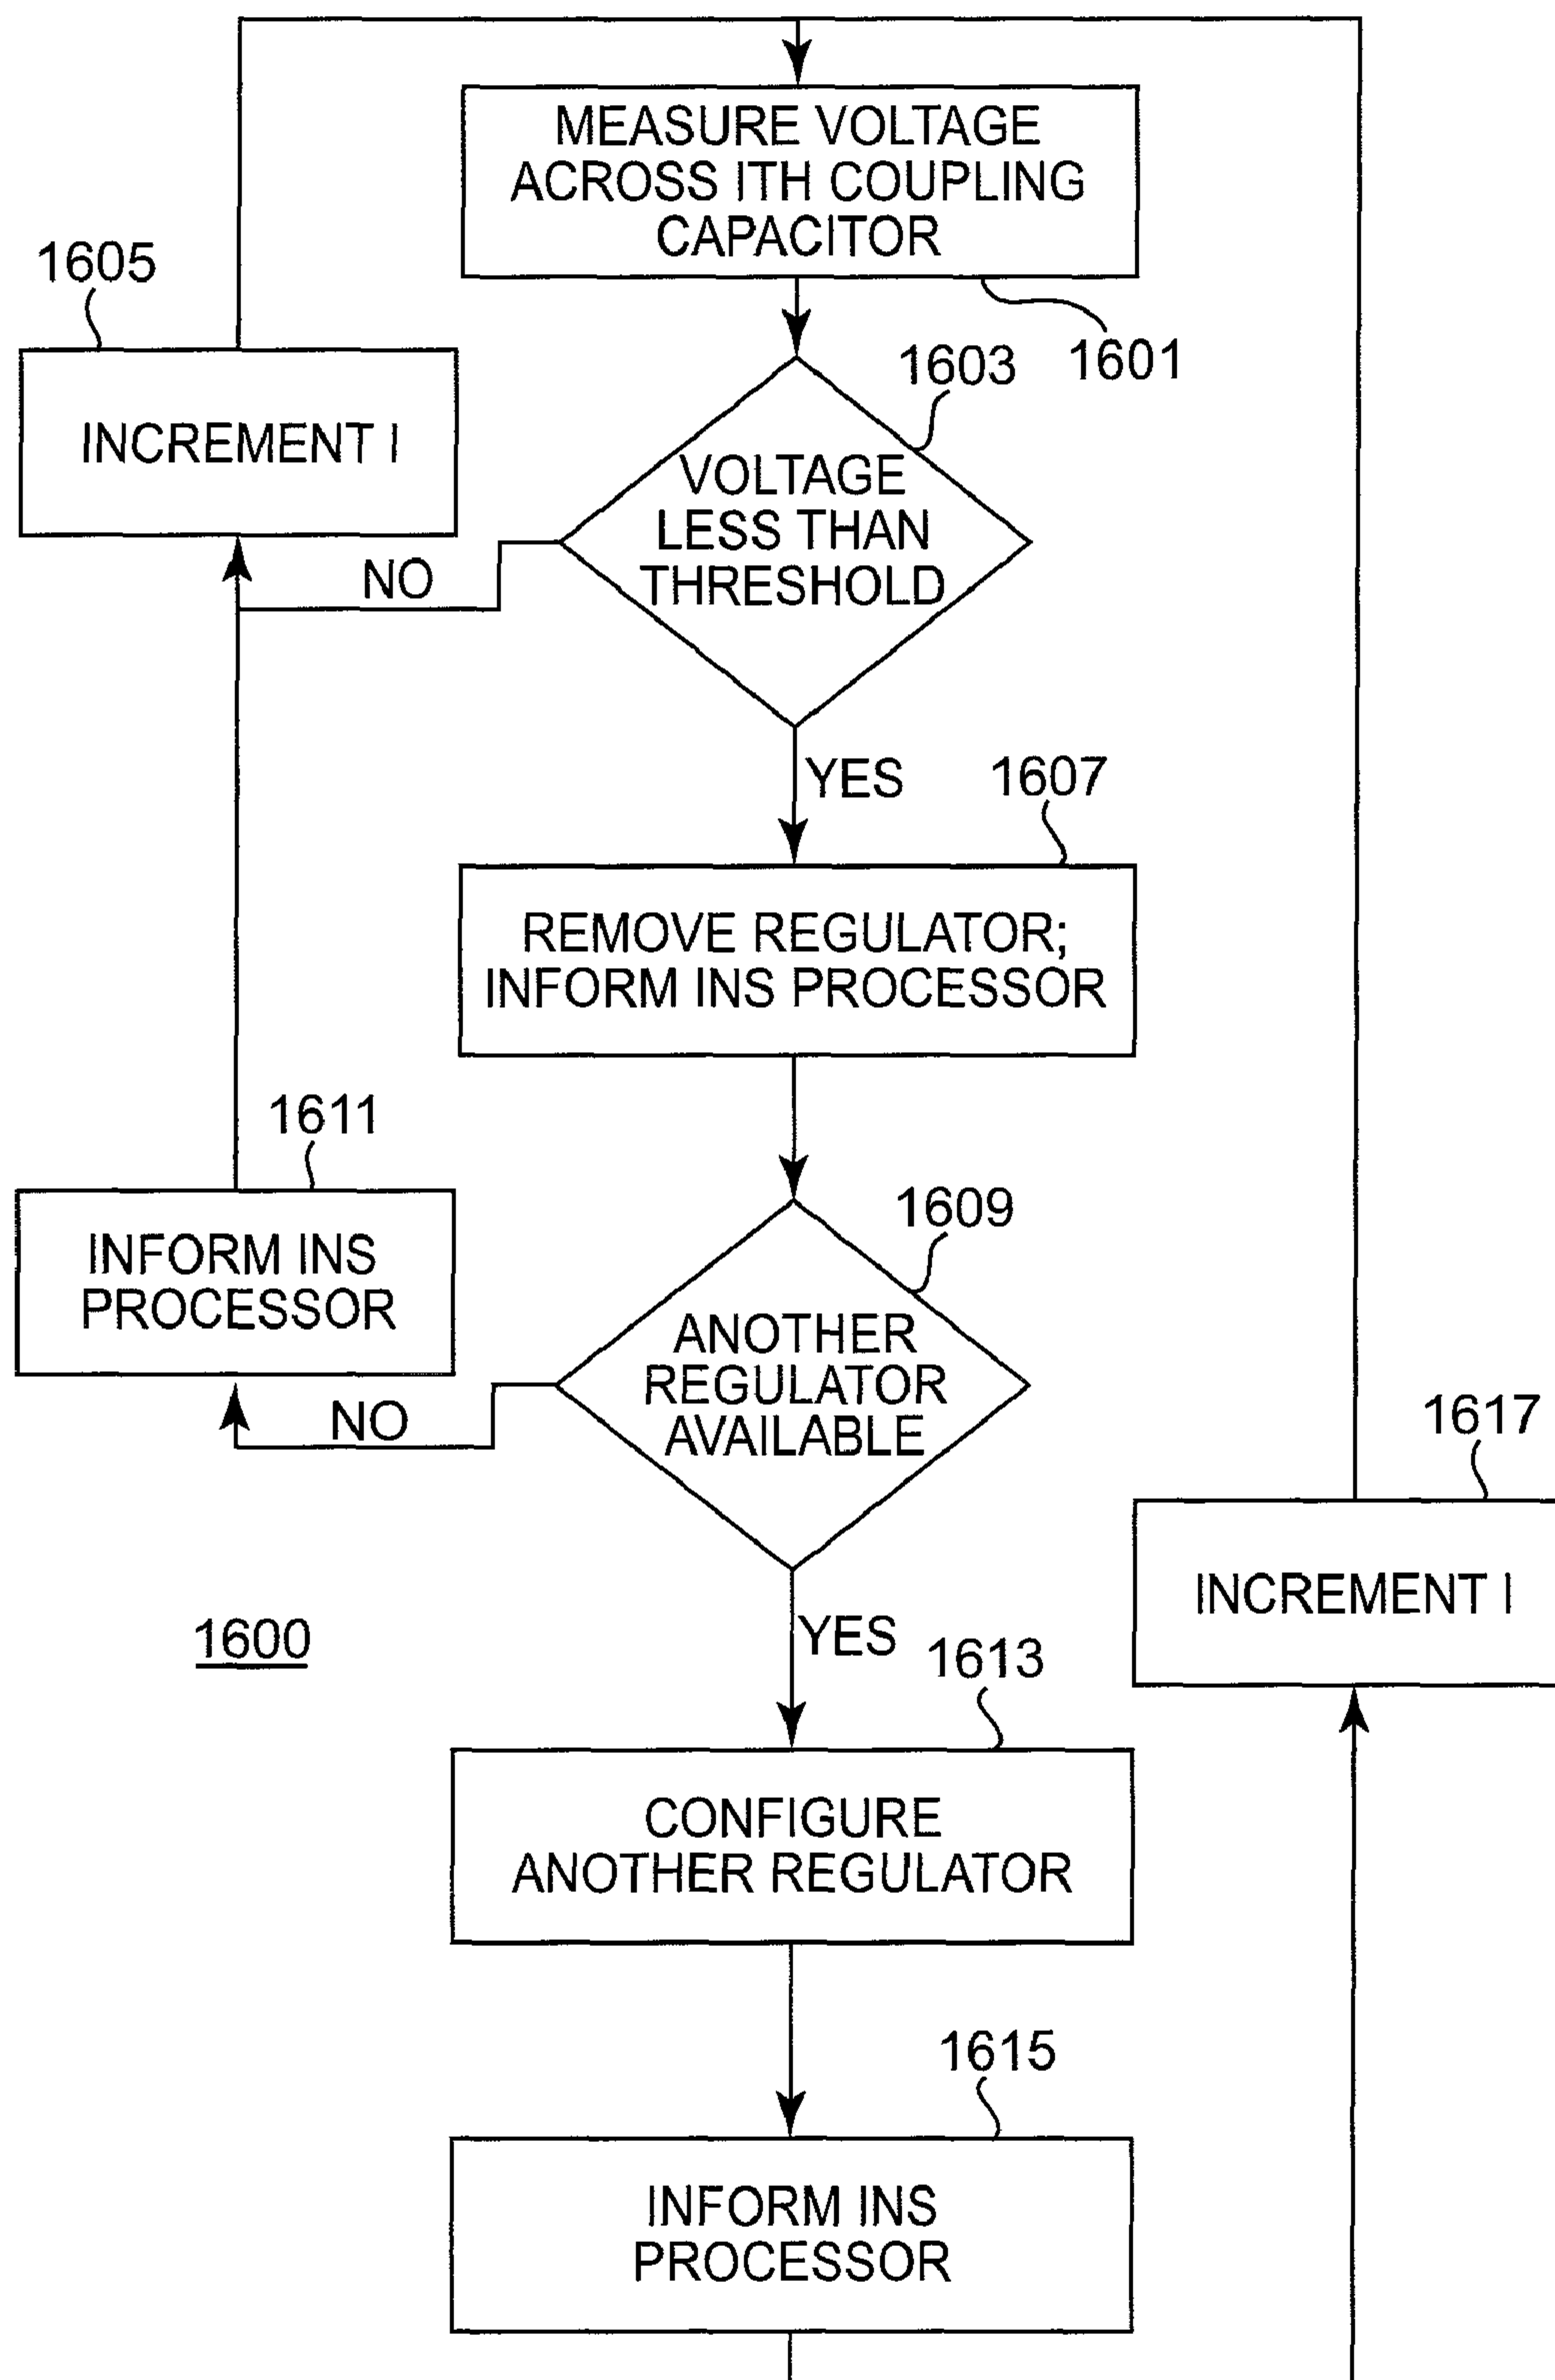 MEASURE VOLTAGE
ACROSS ITH COUPLING
CAPACITOR
1601
1605
INCREMENT I
1603
VOLTAGE
LESS THAN
THRESHOLD
NO
YES
1607
REMOVE REGULATOR;
INFORM INS PROCESSOR
1611
INFORM INS
PROCESSOR
1609
ANOTHER
REGULATOR
AVAILABLE
NO
YES
1617
INCREMENT I
1600
1613
CONFIGURE
ANOTHER REGULATOR
1615
INFORM INS
PROCESSOR